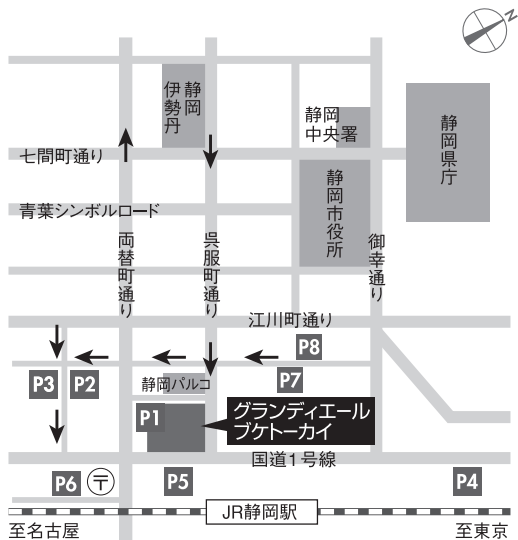 N
静岡
伊勢丹
静岡
中央署
静岡県庁
七間町通り
静岡市役所
青葉シンボルロード
両替町通り
呉服町通り
御幸通り
江川町通り
P8
P3
P2
静岡パルコ
P7
P1
グランディエール
ブケトーカイ
国道1号線
P6
〒
P5
P4
JR静岡駅
至名古屋
至東京